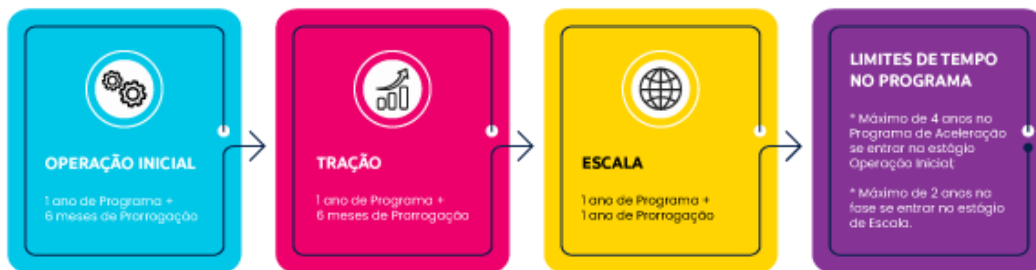 OPERAÇÃO INICIAL
1 ano de Programa +
6 meses de Prorrogação
TRAÇÃO
1 ano de Programa +
6 meses de Prorrogação
ESCALA
1 ano de Programa +
1 ano de Prorrogação
LIMITES DE TEMPO
NO PROGRAMA
* Máximo de 4 anos no
Programa de Aceleração
se entrar na estágio
Operação Inicial;
* Máximo de 2 anos na
fase se entrar no estágio
de Escala.